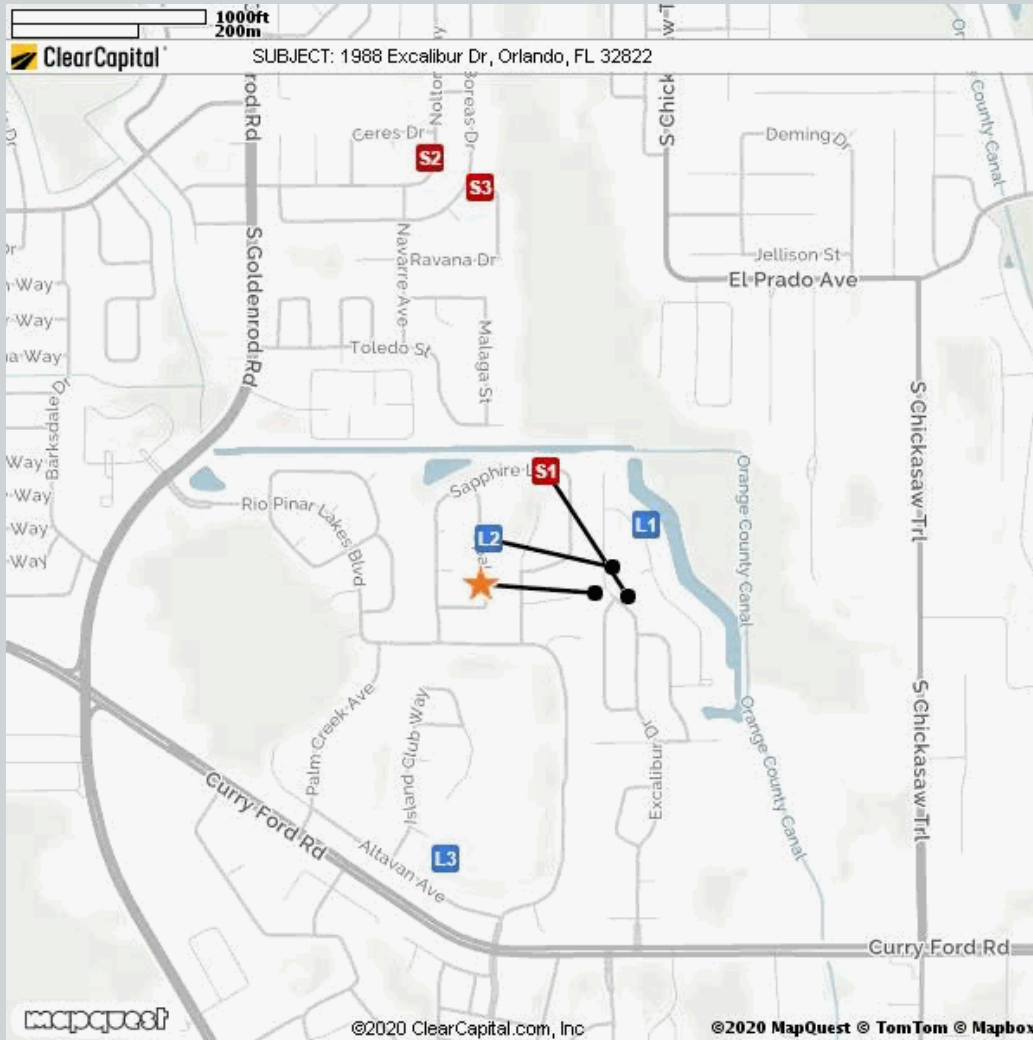 1000ft
200m
ClearCapital
SUBJECT: 1988 Excalibur Dr, Orlando, FL 32822
rod Rd
Boreas Dr
S Chick
Ceres Dr
S2
S3
Deming Dr
Orange County Canal
S Goldenrod Rd
Navarre Ave
Ravana Dr
Jellison St
El Prado Ave
Way
Way
Way
Toledo St
Malaga St
Barksdale Dr
S Chickasaw Trl
Way
Way
Way
Way
Sapphire L
S1
Rio Pinar Lakes Blvd
L2
L1
Orange County Canal
Palm Creek Ave
Island Club Way
Excalibur Dr
Orange County Canal
S Chickasaw Trl
Curry Ford Rd
Altavan Ave
L3
Curry Ford Rd
mapquest
©2020 ClearCapital.com, Inc
©2020 MapQuest © TomTom © Mapbox